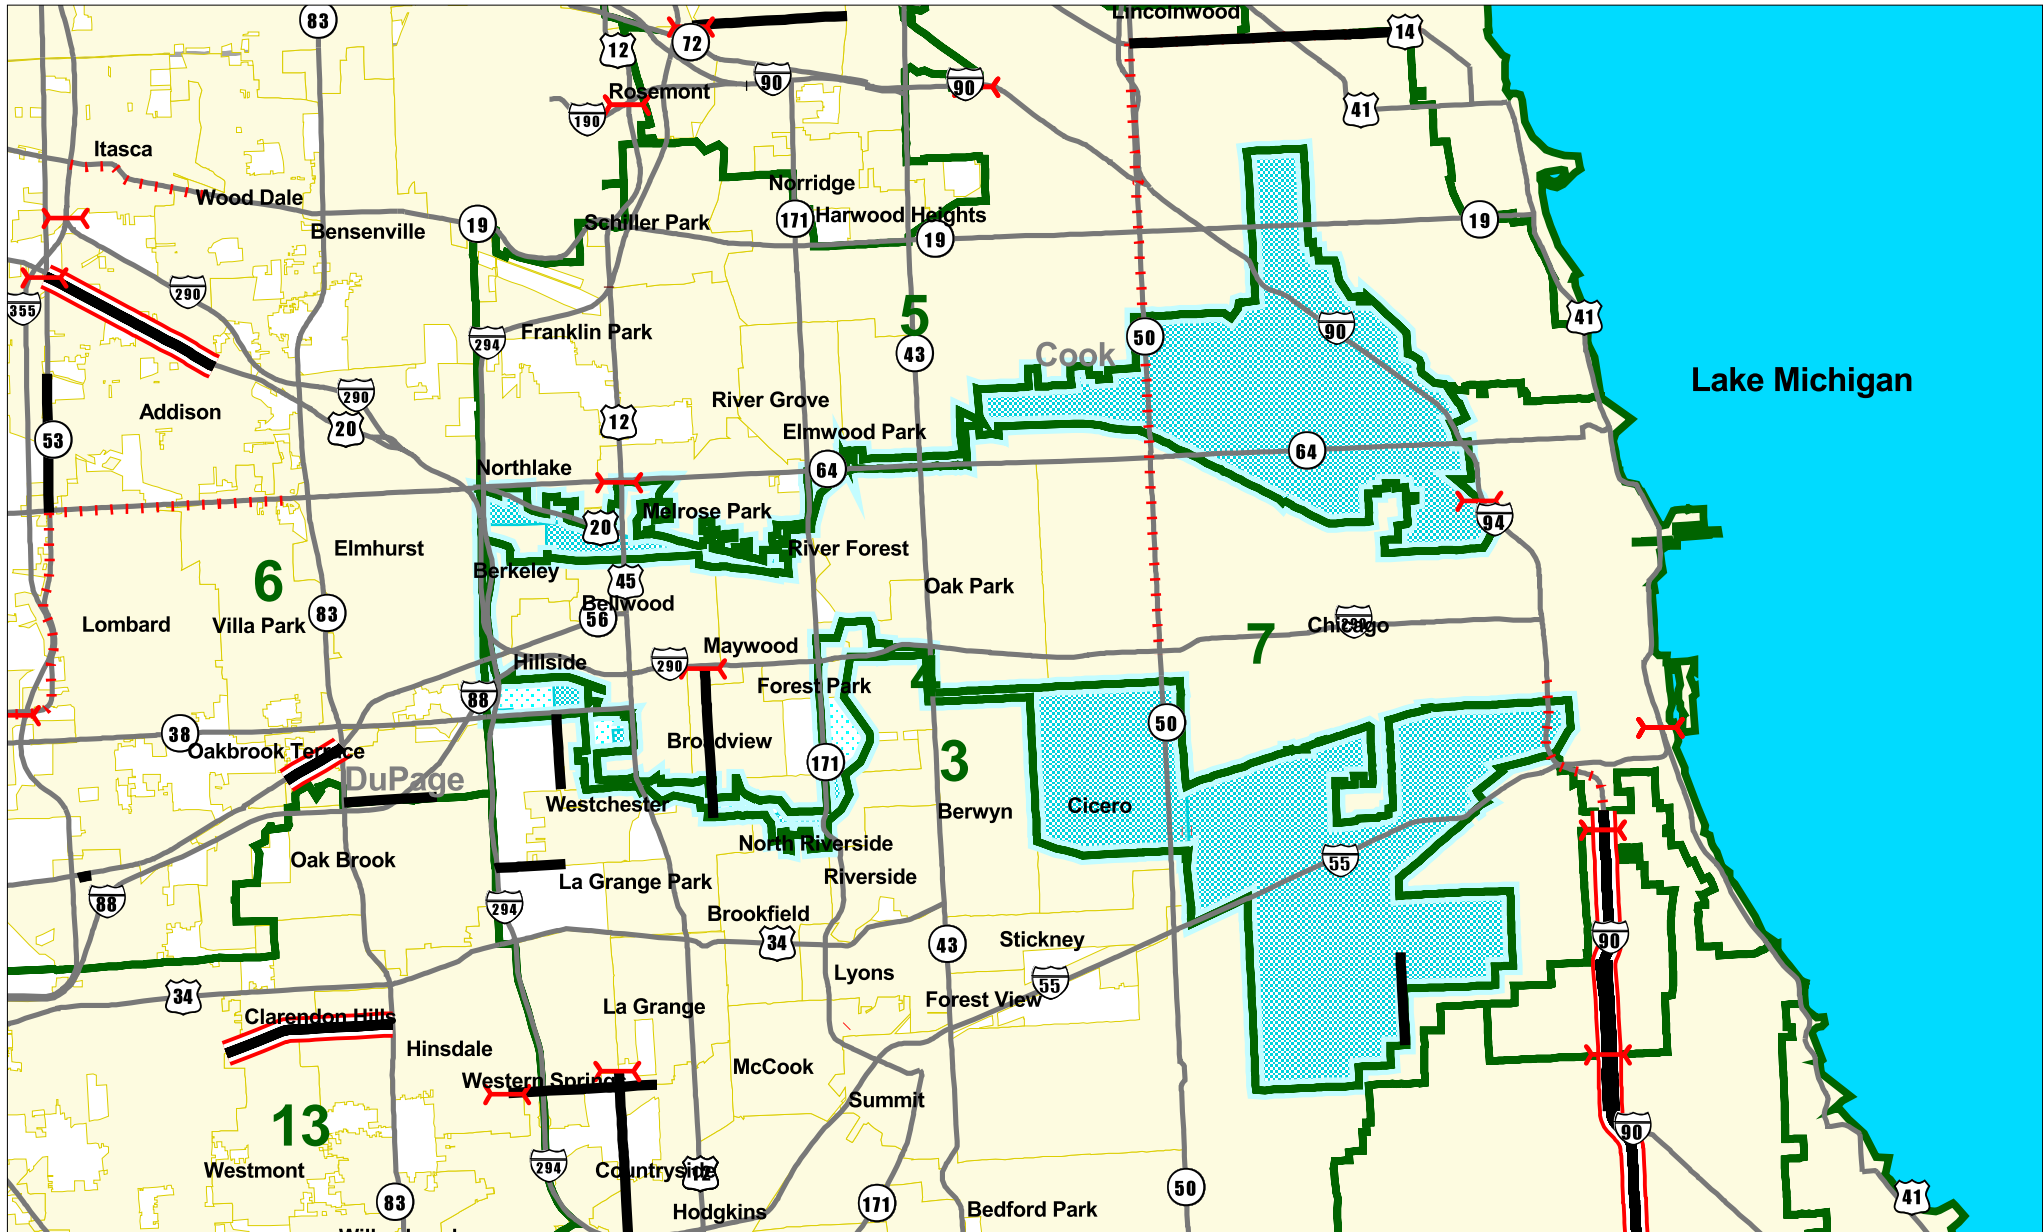 Lincolnwood
83
12
72
14
90
90
Rosemont
41
190
Itasca
Wood Dale
Norridge
Bensenville
19
Schiller Park
171
Harwood Heights
19
19
290
355
5
41
Franklin Park
90
294
50
43
Cook
Lake Michigan
290
Addison
River Grove
20
12
53
Elmwood Park
64
Northlake
64
Melrose Park
20
94
Elmhurst
River Forest
Berkeley
6
45
Oak Park
Bellwood
56
83
Lombard
Villa Park
290
Chicago
7
Maywood
Hillside
290
4
Forest Park
88
38
50
Oakbrook Terrace
Broadview
3
171
DuPage
Westchester
Cicero
Berwyn
North Riverside
Oak Brook
55
Riverside
La Grange Park
88
294
Brookfield
34
43
Stickney
90
Lyons
55
34
Forest View
La Grange
Clarendon Hills
Hinsdale
McCook
Western Springs
Summit
13
90
Westmont
294
Countryside
12
83
171
50
41
Hodgkins
Bedford Park